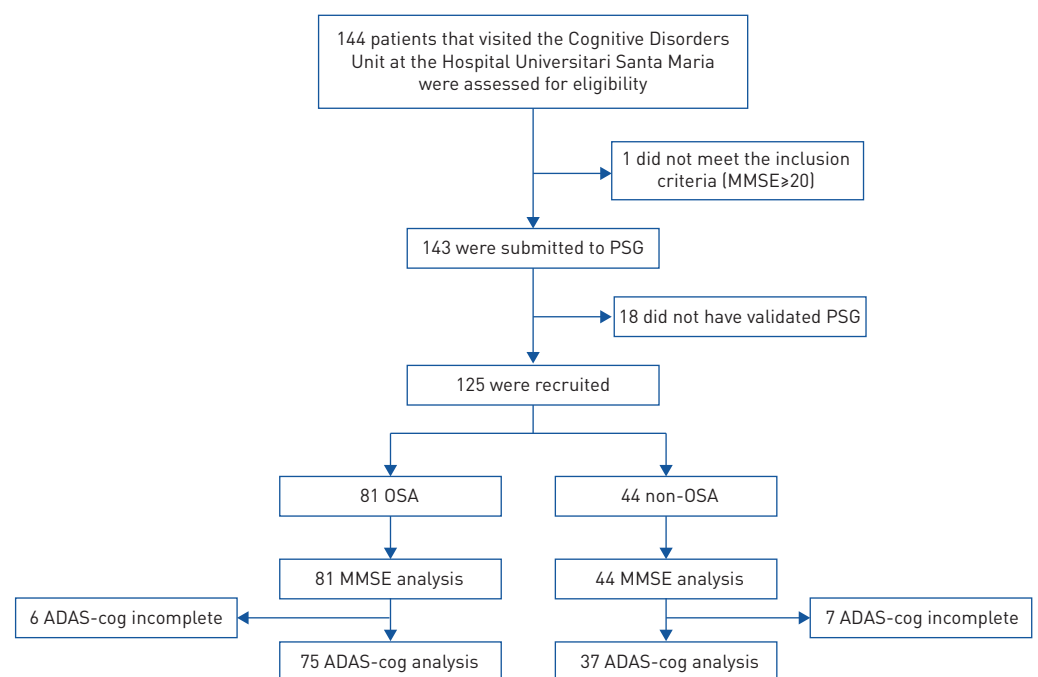 144 patients that visited the Cognitive Disorders
Unit at the Hospital Universitari Santa Maria
were assessed for eligibility
1 did not meet the inclusion
criteria (MMSE⩾20)
143 were submitted to PSG
18 did not have validated PSG
125 were recruited
81 OSA
44 non-OSA
81 MMSE analysis
44 MMSE analysis
6 ADAS-cog incomplete
7 ADAS-cog incomplete
75 ADAS-cog analysis
37 ADAS-cog analysis